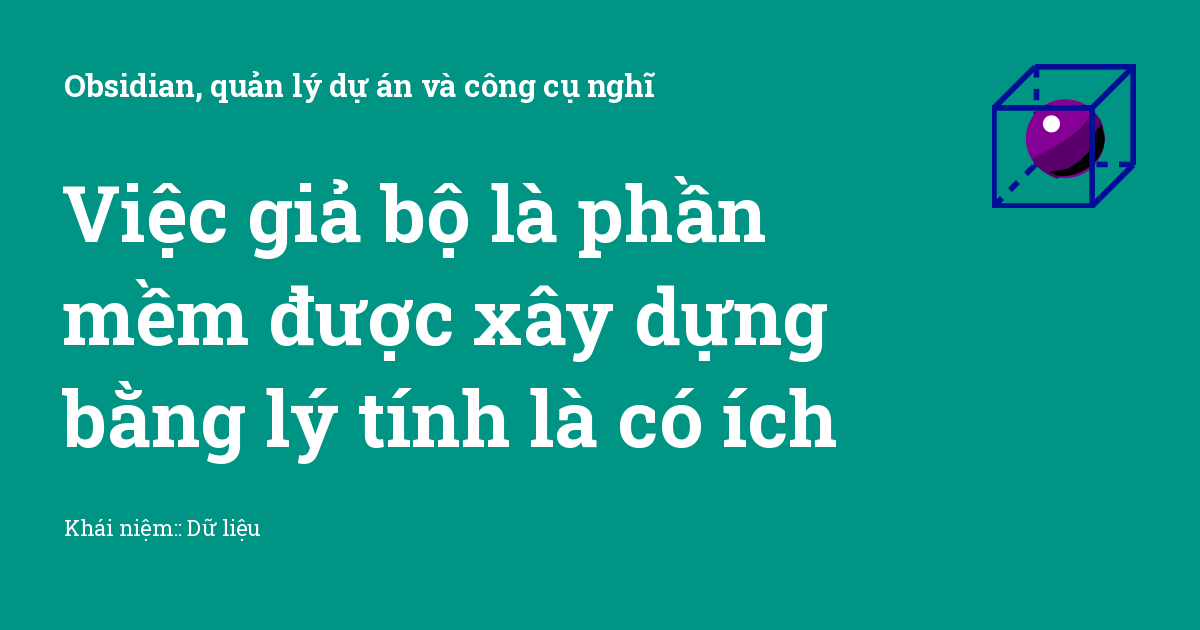 Obsidian, quản lý dự án và công cụ nghĩ
Việc giả bộ là phần
mềm được xây dựng
bằng lý tính là có ích
Khái niệm:: Dữ liệu